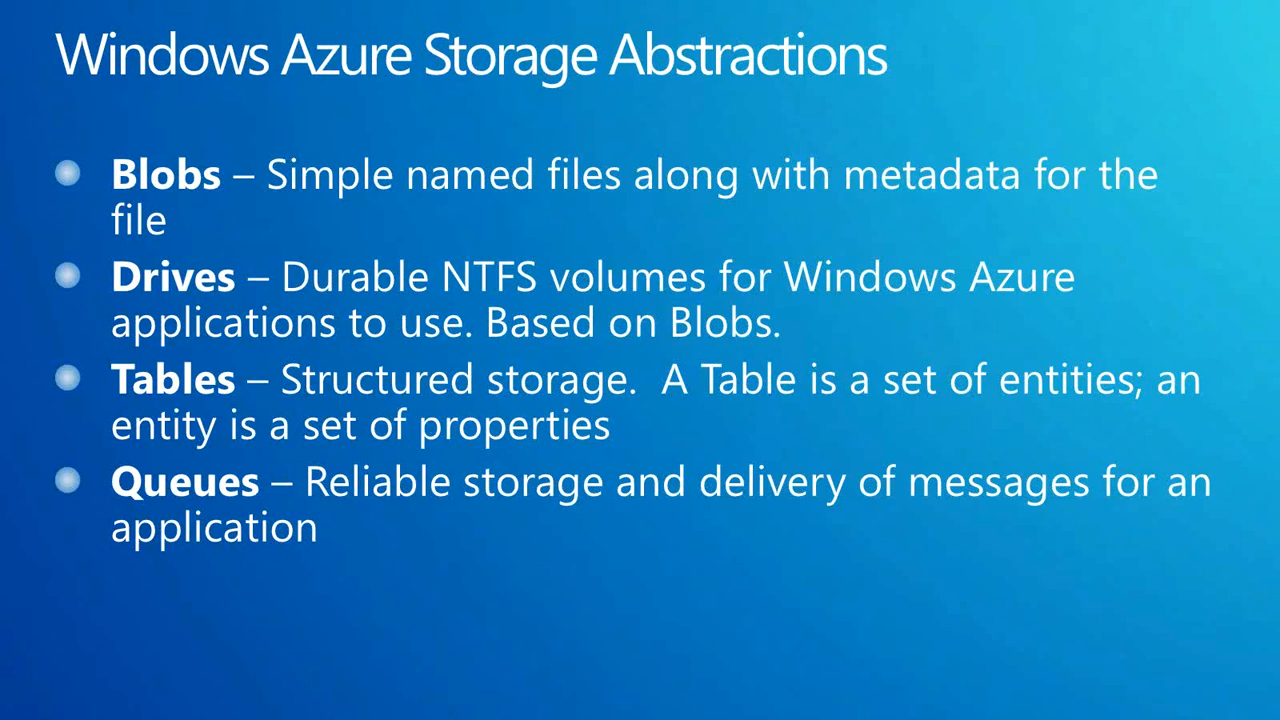 Windows Azure Storage Abstractions
Blobs – Simple named files along with metadata for the
file
Drives – Durable NTFS volumes for Windows Azure
applications to use. Based on Blobs.
Tables – Structured storage.  A Table is a set of entities; an
entity is a set of properties
Queues – Reliable storage and delivery of messages for an
application